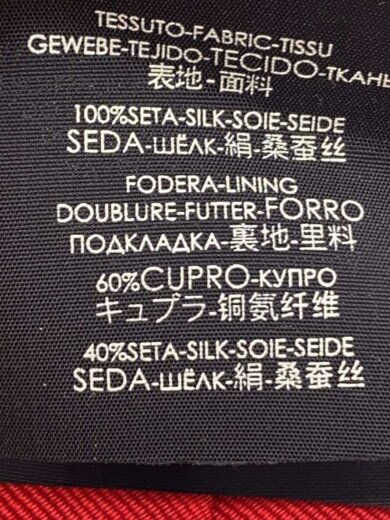 TESSUTO-FABRIC-TISSU
GEWEBE-TEJIDO-TECIDO-ТКАНЬ
表地-面料
100%SETA-SILK-SOIE-SEIDE
SEDA-ШЁЛК-絹-桑蚕丝
FODERA-LINING
DOUBLURE-FUTTER-FORRO
ПОДКЛАДКА-裏地-里料
60%CUPRO-КУПРО
キュプラ-铜氨纤维
40%SETA-SILK-SOIE-SEIDE
SEDA-ШЁЛК-絹-桑蚕丝